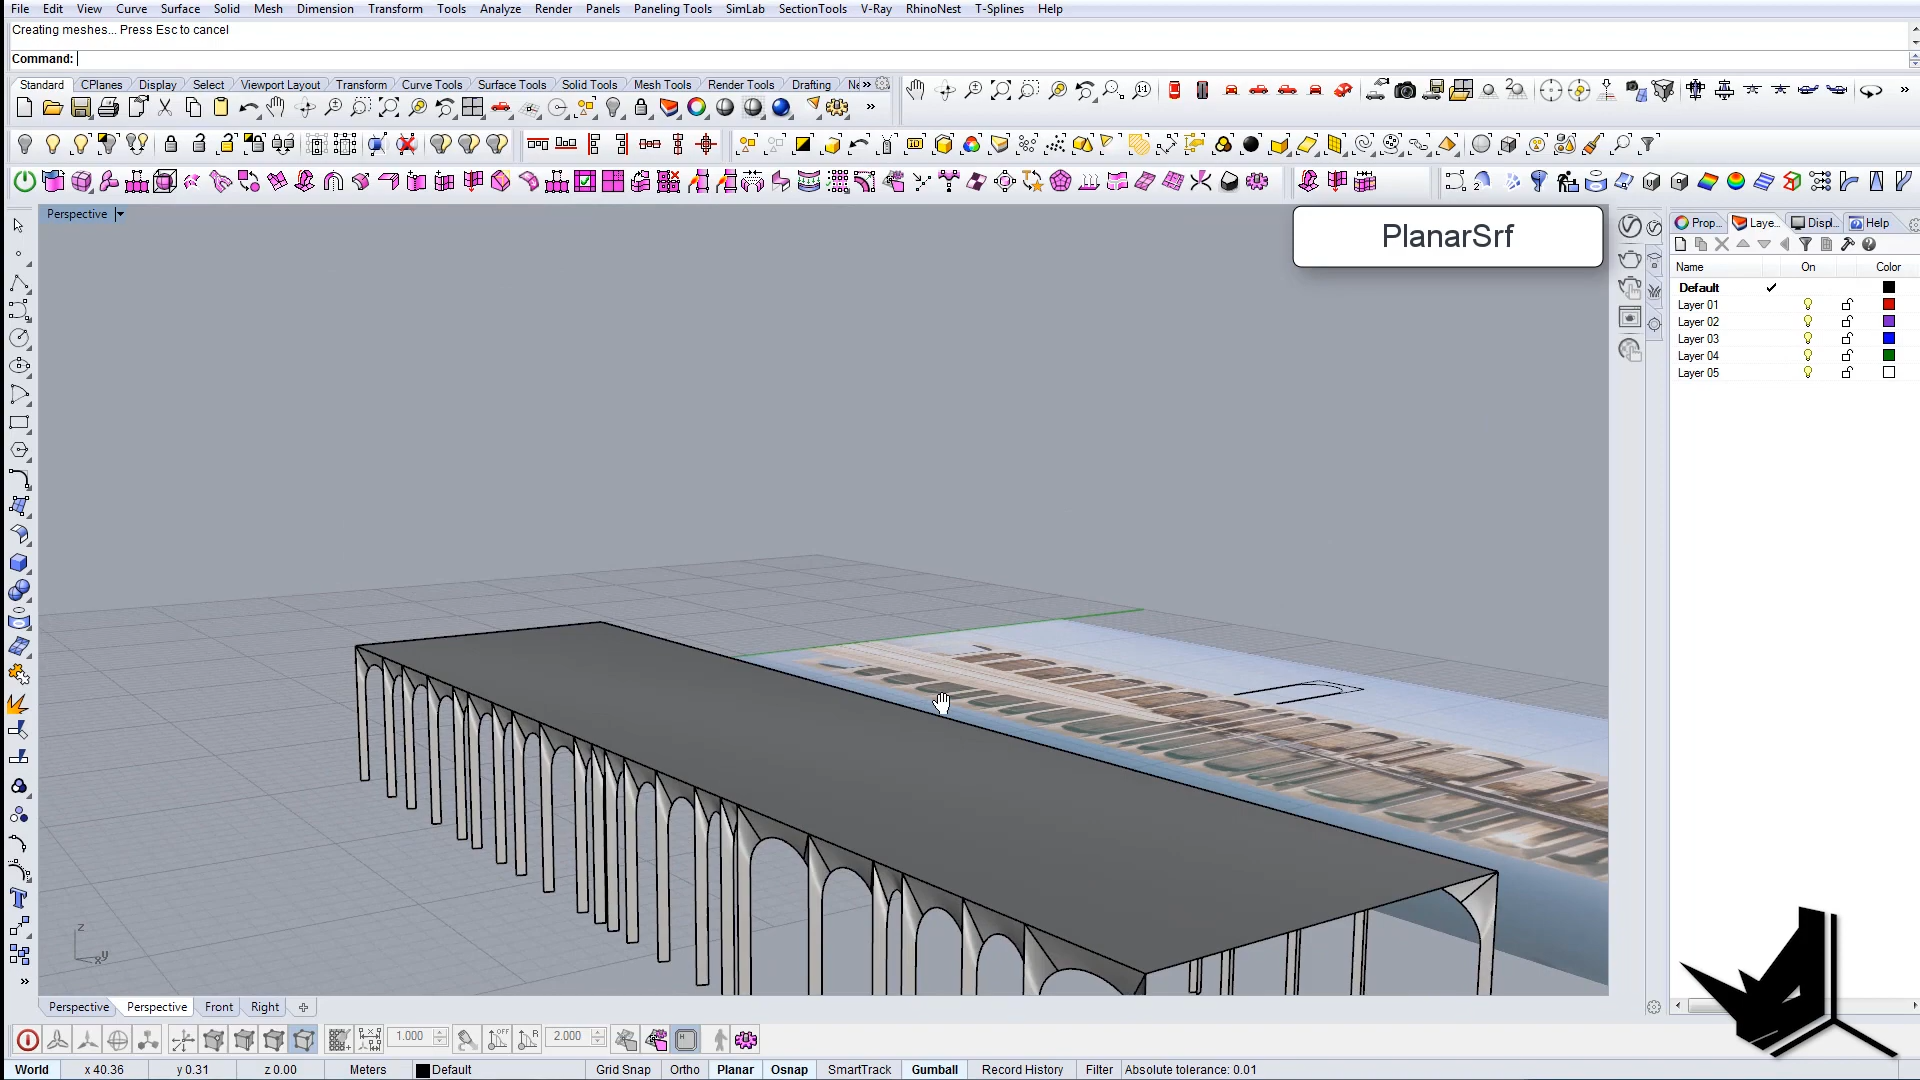 File Edit View Curve Surface Solid Mesh Dimension Transform Tools Analyze Render Panels Paneling Tools SimLab SectionTools V-Ray RhinoNest T-Splines Help
Creating meshes... Press Esc to cancel
Command:
Standard CPlanes Display Select Viewport Layout Transform Curve Tools Surface Tools Solid Tools Mesh Tools Render Tools Drafting
Perspective
PlanarSrf
Prop... Laye... Displ... Help
Name On Color
Default
Layer 01
Layer 02
Layer 03
Layer 04
Layer 05
z
x y
Perspective Perspective Front Right
1.000 2.000
World x 40.36 y 0.31 z 0.00 Meters Default Grid Snap Ortho Planar Osnap SmartTrack Gumball Record History Filter Absolute tolerance: 0.01